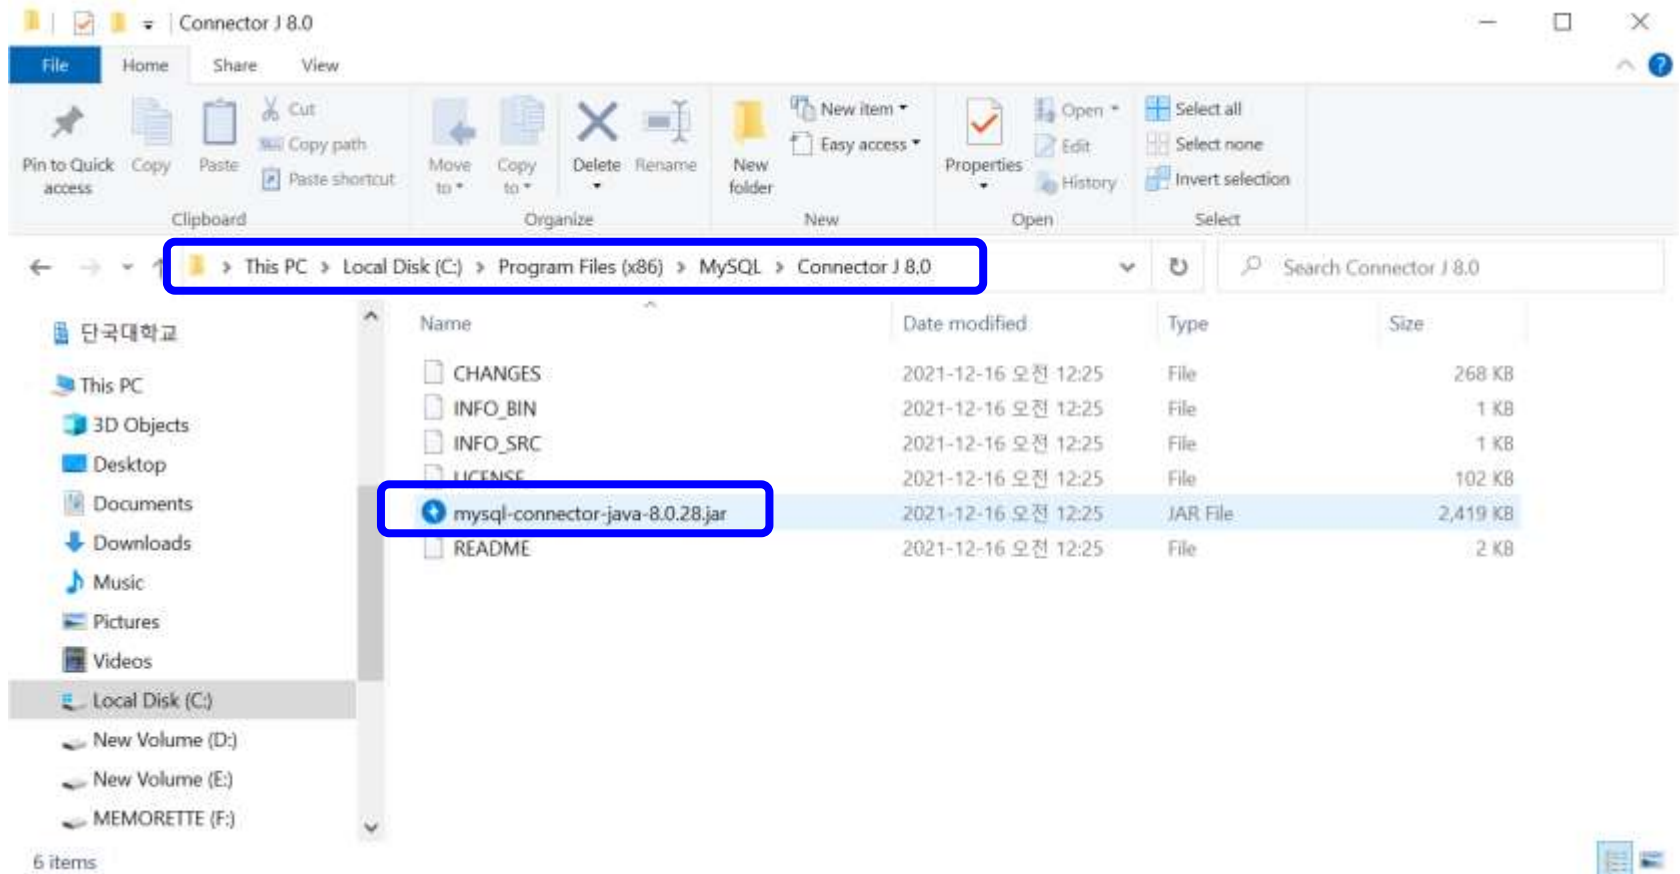 Connector J 8.0
File Home Share View
Pin to Quick access
Copy
Paste
Cut
Copy path
Paste shortcut
Clipboard
Move to
Copy to
Delete
Rename
Organize
New folder
New item
Easy access
New
Properties
Open
Edit
History
Open
Select all
Select none
Invert selection
Select
This PC > Local Disk (C:) > Program Files (x86) > MySQL > Connector J 8.0
Search Connector J 8.0
단국대학교
This PC
3D Objects
Desktop
Documents
Downloads
Music
Pictures
Videos
Local Disk (C:)
New Volume (D:)
New Volume (E:)
MEMORETTE (F:)
Name Date modified Type Size
CHANGES 2021-12-16 오전 12:25 File 268 KB
INFO_BIN 2021-12-16 오전 12:25 File 1 KB
INFO_SRC 2021-12-16 오전 12:25 File 1 KB
LICENSE 2021-12-16 오전 12:25 File 102 KB
mysql-connector-java-8.0.28.jar 2021-12-16 오전 12:25 JAR File 2,419 KB
README 2021-12-16 오전 12:25 File 2 KB
6 items